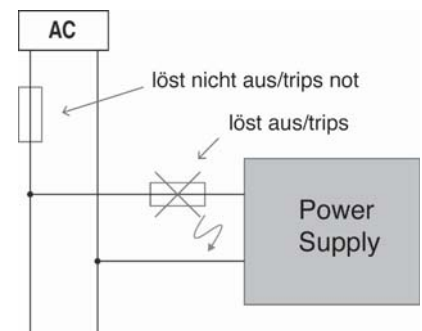 AC
löst nicht aus/trips not
löst aus/trips
Power
Supply